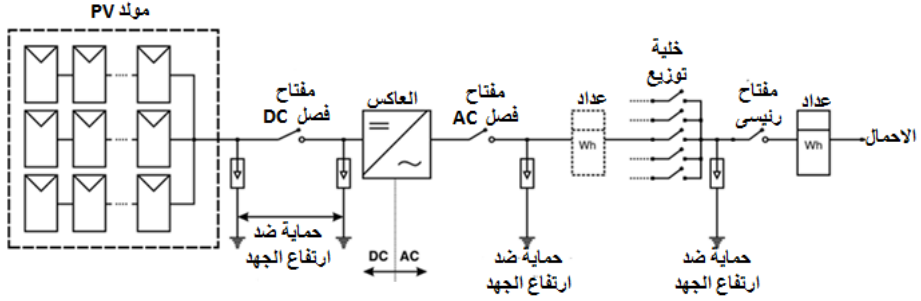 مولد PV
مفتاح
فصل DC
العاكس
مفتاح
فصل AC
عداد
Wh
خلية
توزيع
مفتاح
رئيسى
عداد
Wh
الاحمال
حماية ضد
ارتفاع الجهد
DC AC
حماية ضد
ارتفاع الجهد
حماية ضد
ارتفاع الجهد